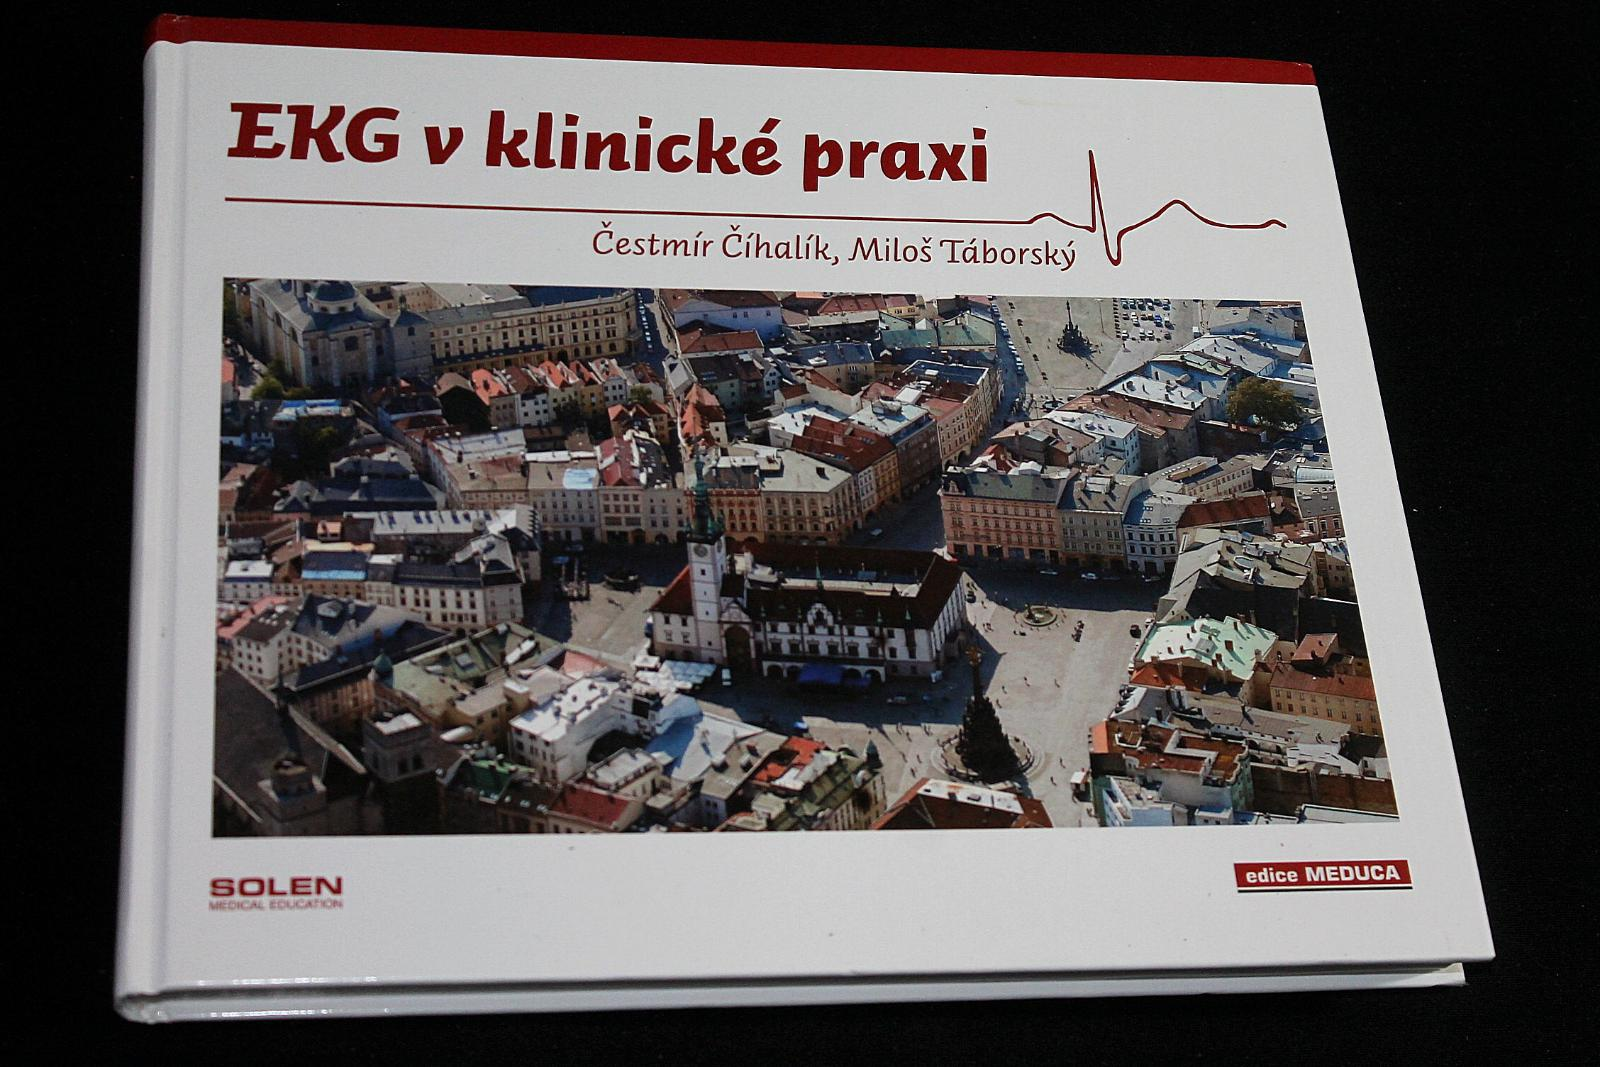 EKG v klinické praxi
Čestmír Číhalík, Miloš Táborský
SOLEN
MEDICAL EDUCATION
edice MEDUCA